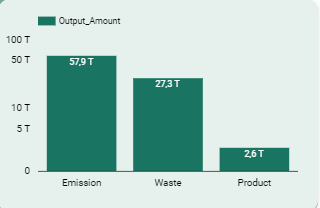 Output_Amount
100 T
50 T
10 T
5 T
0
57,9 T
27,3 T
2,6 T
Emission Waste Product